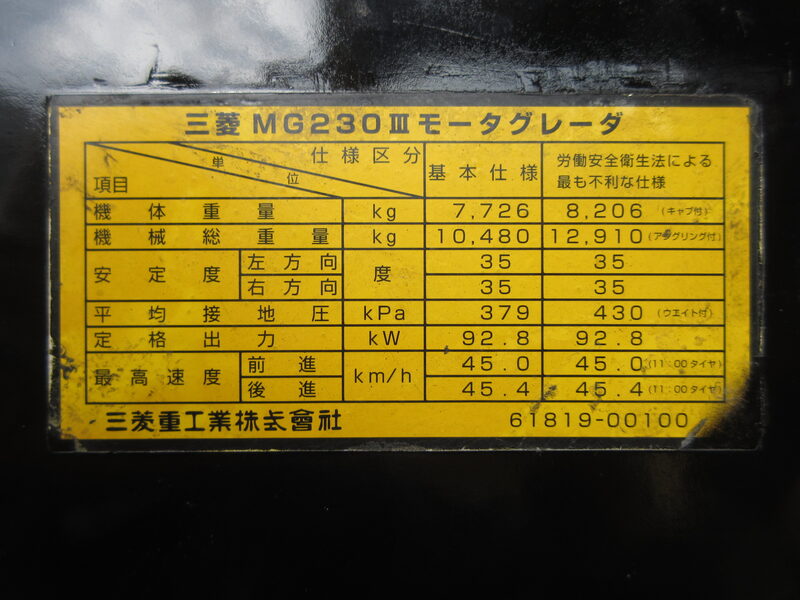 三菱 MG230Ⅲモータグレーダ
項目 単位 仕様区分 基本仕様 労働安全衛生法による
最も不利な仕様
機体重量 kg 7,726 8,206 (キャブ付)
機械総重量 kg 10,480 12,910 (アングリング付)
安定度 左方向 度 35 35
右方向 35 35
平均接地圧 kPa 379 430 (ウエイト付)
定格出力 kW 92.8 92.8
最高速度 前進 km/h 45.0 45.0 (11:00タイヤ)
後進 45.4 45.4 (11:00タイヤ)
三菱重工業株式會社 61819-00100